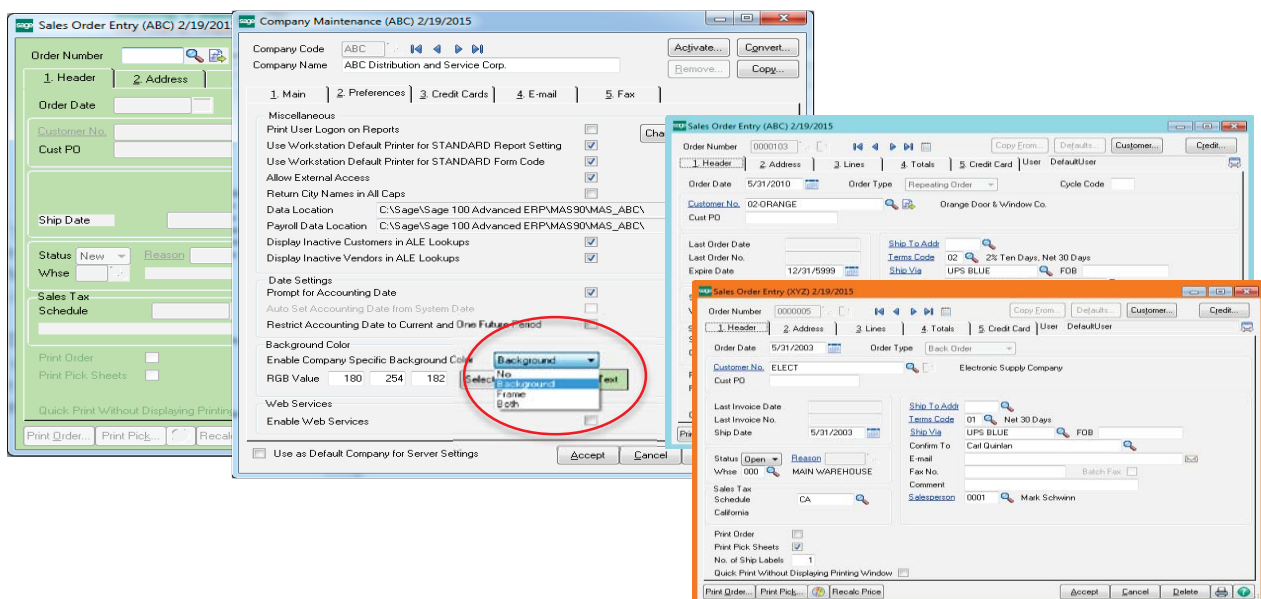 sage Sales Order Entry (ABC) 2/19/201
Order Number
1. Header 2. Address
Order Date
Customer No.
Cust PO
Ship Date
Status New Reason
Whse
Sales Tax
Schedule
Print Order
Print Pick Sheets
Quick Print Without Displaying Printing
Print Order... Print Pick... Recalc
sage Company Maintenance (ABC) 2/19/2015
Company Code ABC Activate... Convert...
Company Name ABC Distribution and Service Corp. Remove... Copy...
1. Main 2. Preferences 3. Credit Cards 4. E-mail 5. Fax
Miscellaneous
Print User Logon on Reports Cha
Use Workstation Default Printer for STANDARD Report Setting
Use Workstation Default Printer for STANDARD Form Code
Allow External Access
Return City Names in All Caps
Data Location C:\Sage\Sage 100 Advanced ERP\MAS90\MAS_ABC\
Payroll Data Location C:\Sage\Sage 100 Advanced ERP\MAS90\MAS_ABC\
Display Inactive Customers in ALE Lookups
Display Inactive Vendors in ALE Lookups
Date Settings
Prompt for Accounting Date
Auto Set Accounting Date from System Date
Restrict Accounting Date to Current and One Future Period
Background Color
Enable Company Specific Background Color Background
RGB Value 180 254 182 Select Text
No
Background
Frame
Both
Web Services
Enable Web Services
Use as Default Company for Server Settings Accept Cancel
sage Sales Order Entry (ABC) 2/19/2015
Order Number 0000103 Copy From... Defaults... Customer... Credit...
1. Header 2. Address 3. Lines 4. Totals 5. Credit Card User DefaultUser
Order Date 5/31/2010 Order Type Repeating Order Cycle Code
Customer No. 02-ORANGE Orange Door & Window Co.
Cust PO
Last Order Date Ship To Addr
Last Order No. Terms Code 02 2% Ten Days, Net 30 Days
Expire Date 12/31/5999 Ship Via UPS BLUE FOB
sage Sales Order Entry (XYZ) 2/19/2015
Order Number 0000005 Copy From... Defaults... Customer... Credit...
1. Header 2. Address 3. Lines 4. Totals 5. Credit Card User DefaultUser
Order Date 5/31/2003 Order Type Back Order
Customer No. ELECT Electronic Supply Company
Cust PO
Last Invoice Date Ship To Addr
Last Invoice No. Terms Code 01 Net 30 Days
Ship Date 5/31/2003 Ship Via UPS BLUE FOB
Confirm To Carl Quinlan
Status Open Reason E-mail
Whse 000 MAIN WAREHOUSE Fax No. Batch Fax
Sales Tax Comment
Schedule CA Salesperson 0001 Mark Schwinn
California
Print Order
Print Pick Sheets
No. of Ship Labels 1
Quick Print Without Displaying Printing Window
Print Order... Print Pick... Recalc Price Accept Cancel Delete